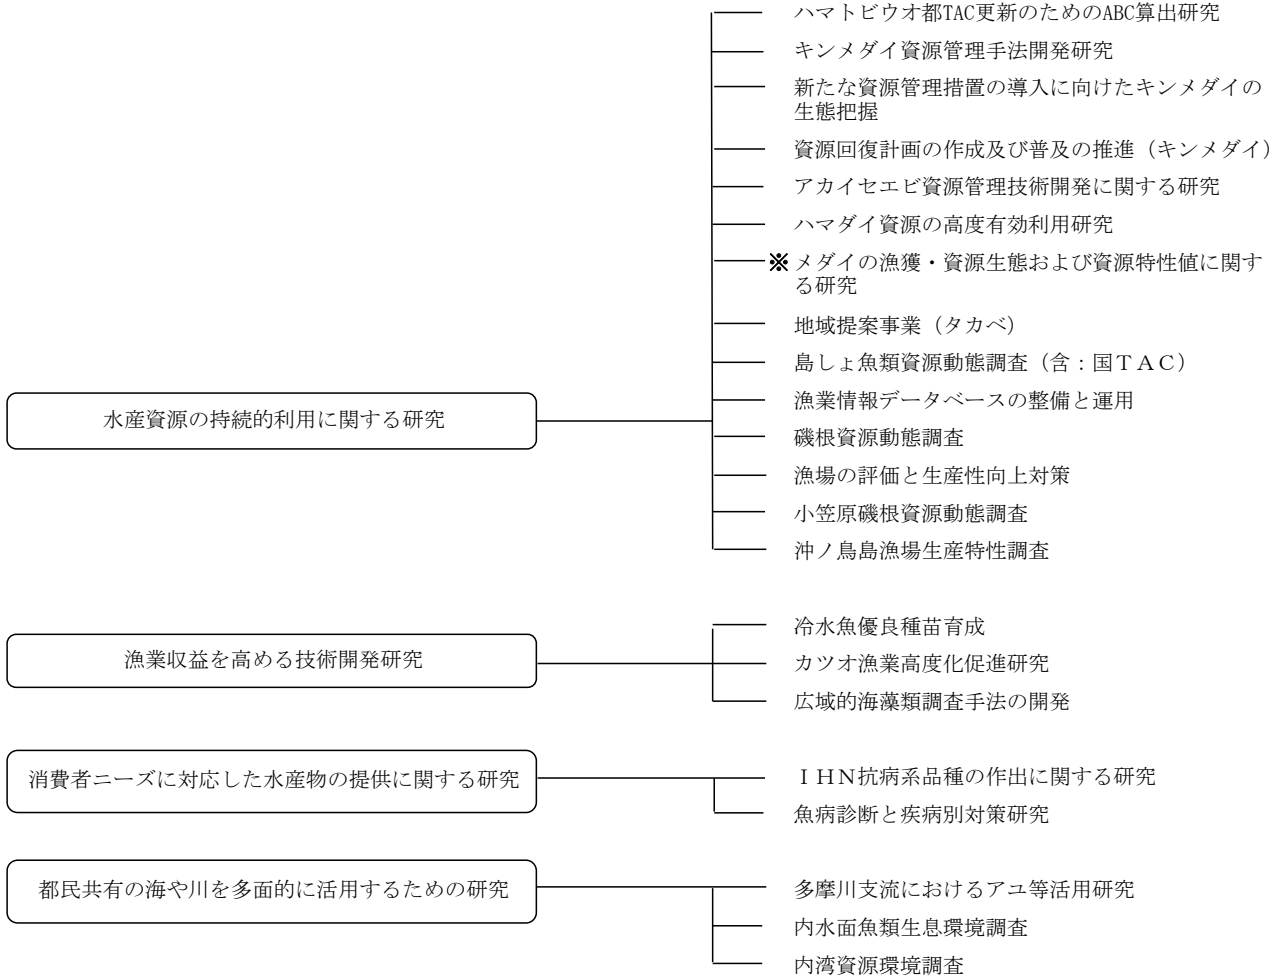 ハマトビウオ都TAC更新のためのABC算出研究
キンメダイ資源管理手法開発研究
新たな資源管理措置の導入に向けたキンメダイの
生態把握
資源回復計画の作成及び普及の推進（キンメダイ）
アカイセエビ資源管理技術開発に関する研究
ハマダイ資源の高度有効利用研究
※メダイの漁獲・資源生態および資源特性値に関す
る研究
地域提案事業（タカベ）
島しょ魚類資源動態調査（含：国ＴＡＣ）
水産資源の持続的利用に関する研究
漁業情報データベースの整備と運用
磯根資源動態調査
漁場の評価と生産性向上対策
小笠原磯根資源動態調査
沖ノ鳥島漁場生産特性調査
漁業収益を高める技術開発研究
冷水魚優良種苗育成
カツオ漁業高度化促進研究
広域的海藻類調査手法の開発
消費者ニーズに対応した水産物の提供に関する研究
ＩＨＮ抗病系品種の作出に関する研究
魚病診断と疾病別対策研究
都民共有の海や川を多面的に活用するための研究
多摩川支流におけるアユ等活用研究
内水面魚類生息環境調査
内湾資源環境調査